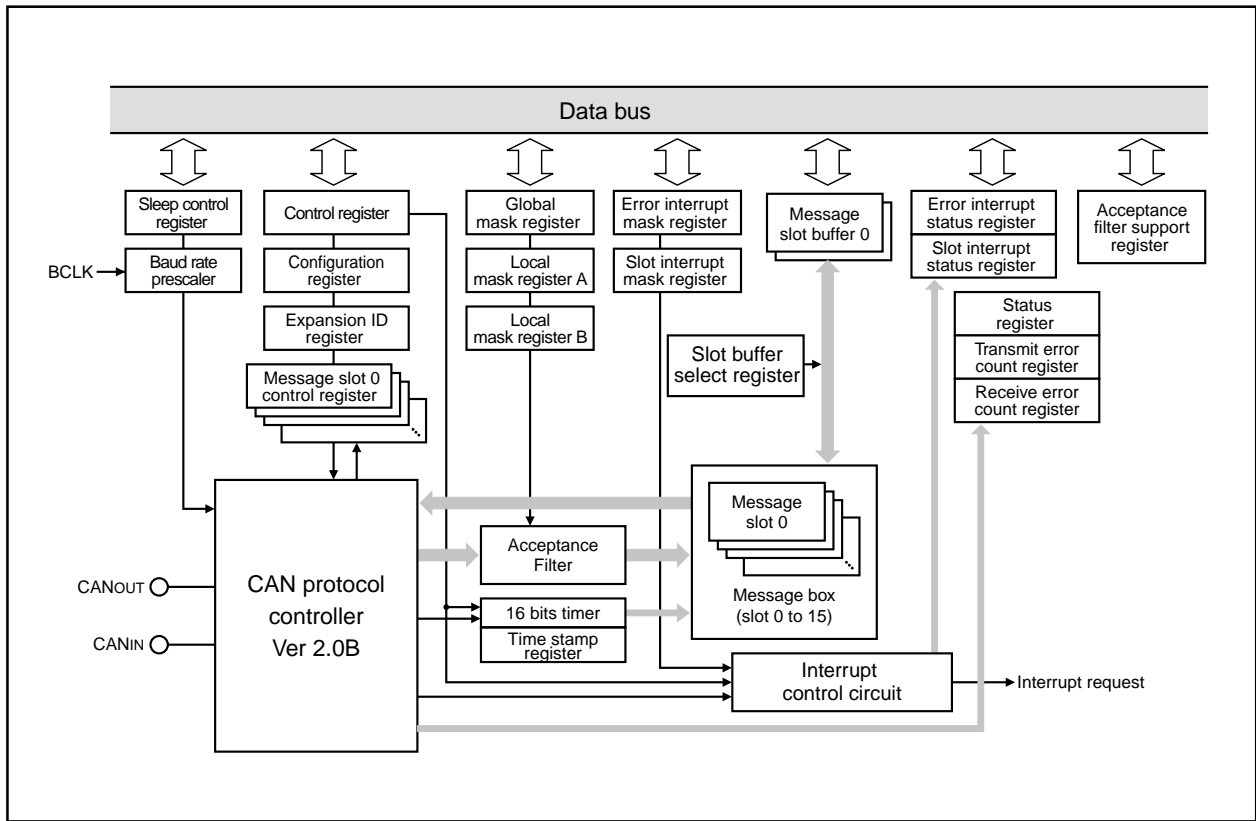 Data bus
Sleep control
register
Baud rate
prescaler
BCLK
Control register
Configuration
register
Expansion ID
register
Message slot 0
control register
Global
mask register
Local
mask register A
Local
mask register B
Error interrupt
mask register
Slot interrupt
mask register
Message
slot buffer 0
Slot buffer
select register
Error interrupt
status register
Slot interrupt
status register
Status
register
Transmit error
count register
Receive error
count register
Acceptance
filter support
register
CANOUT
CANIN
CAN protocol
controller
Ver 2.0B
Acceptance
Filter
16 bits timer
Time stamp
register
Message
slot 0
Message box
(slot 0 to 15)
Interrupt
control circuit
Interrupt request